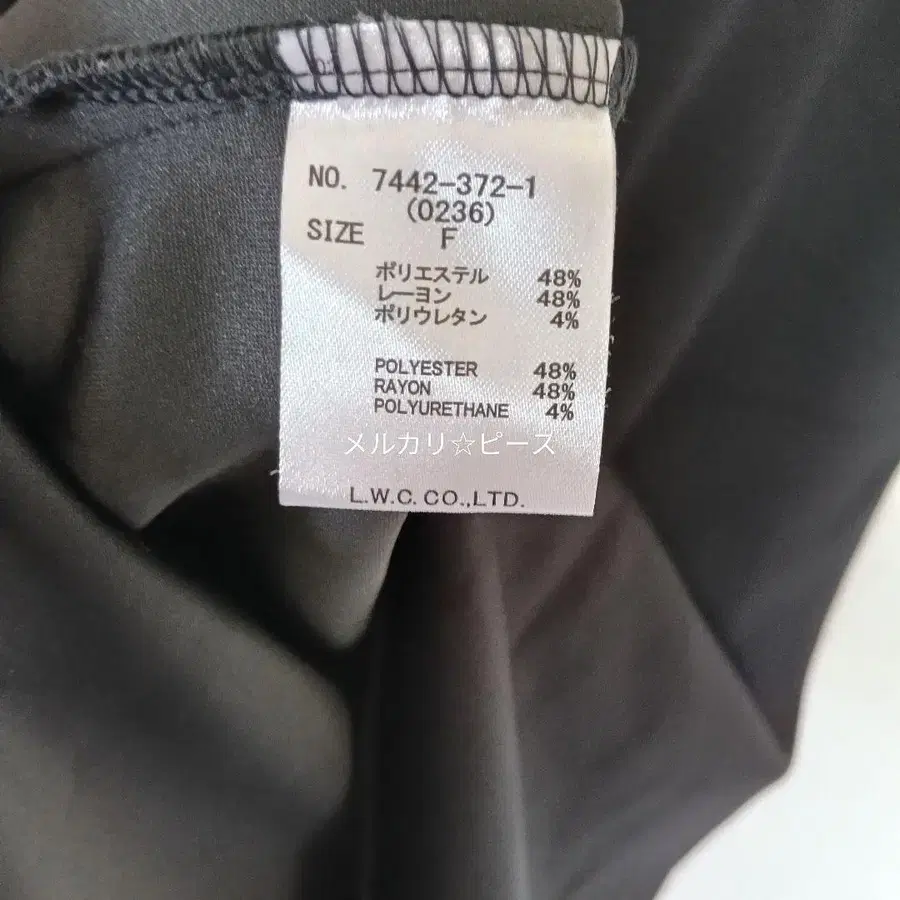 NO. 7442-372-1
(0236)
SIZE F
ポリエステル 48%
レーヨン 48%
ポリウレタン 4%
POLYESTER 48%
RAYON 48%
POLYURETHANE 4%
メルカリ☆ピース
L.W.C. CO.,LTD.